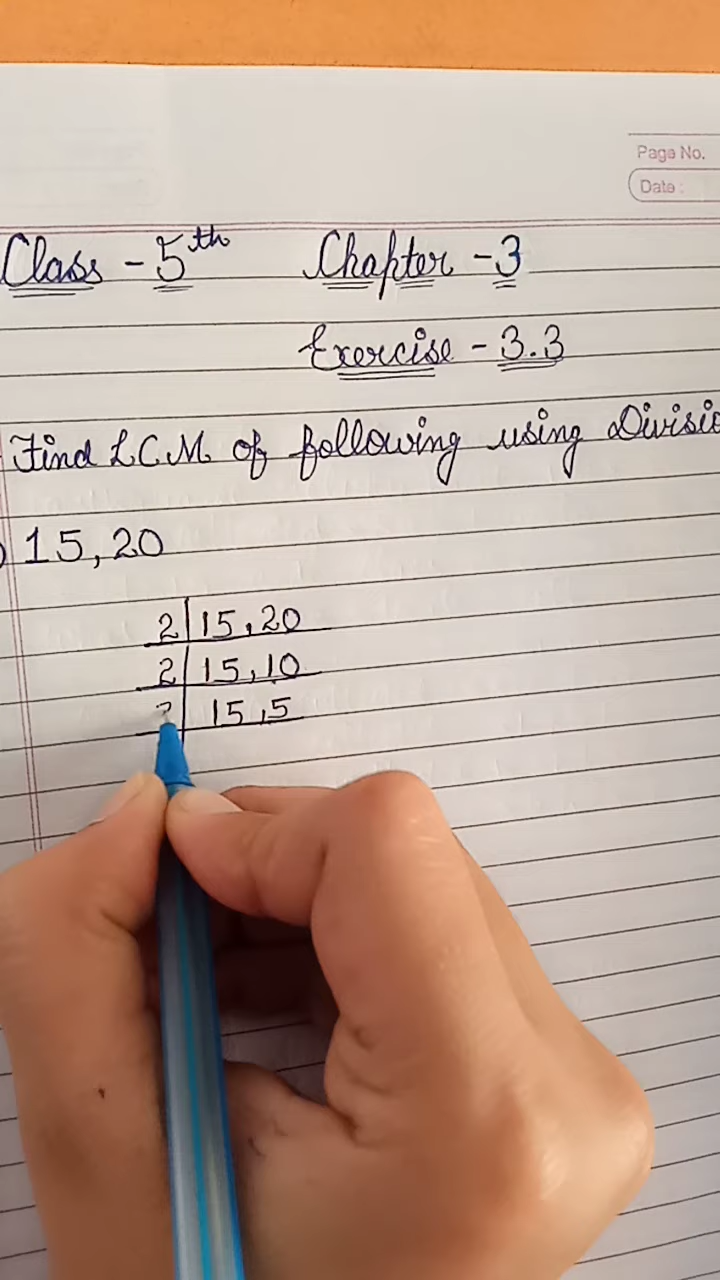 Page No.
Date :
Class - 5th Chapter - 3
Exercise - 3.3
Find L.C.M. of following using
15, 20
2 | 15, 20
2 | 15, 10
15, 5